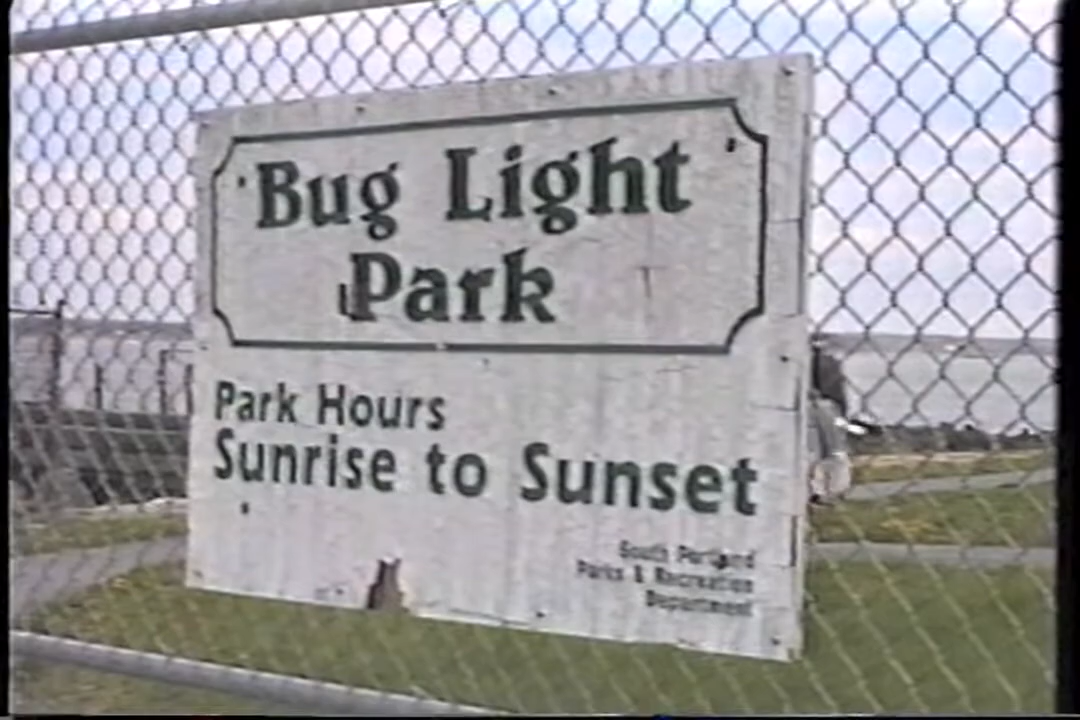 Bug Light
Park
Park Hours
Sunrise to Sunset
South Portland
Parks & Recreation
Department